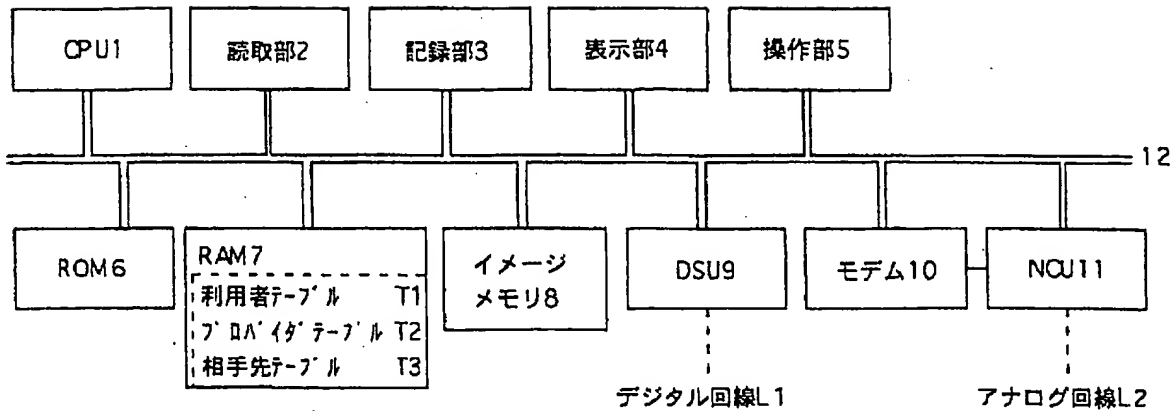 CPU1
読取部2
記録部3
表示部4
操作部5
12
ROM6
RAM7
利用者テーブル T1
プロバイダテーブル T2
相手先テーブル T3
イメージ
メモリ8
DSU9
モデム10
NCU11
デジタル回線L1
アナログ回線L2